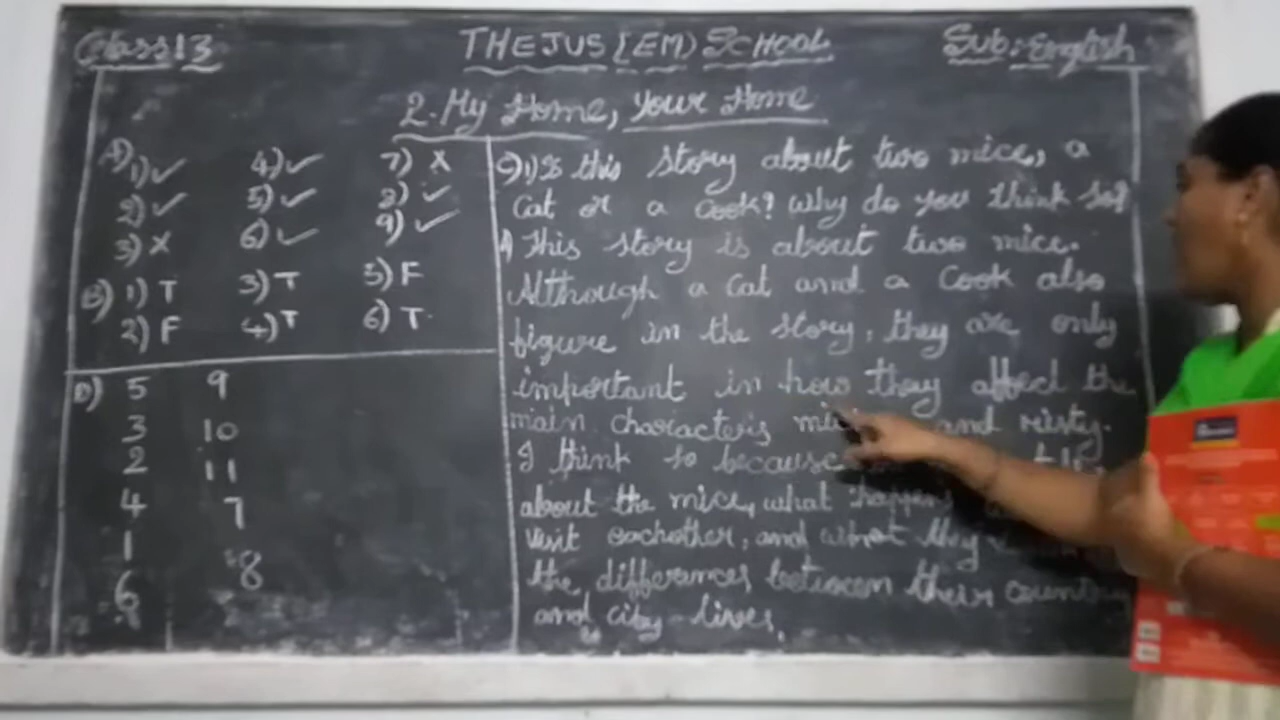 Class:3
THEJUS (EM) SCHOOL
Sub: English
2. My Home, Your Home
A) 1) ✓ 4) ✓ 7) X
2) ✓ 5) ✓ 8) ✓
3) X 6) ✓ 9) ✓
B) 1) T 3) T 5) F
2) F 4) T 6) T
D) 5 9
3 10
2 11
4 7
1 8
6
C) 1) Is this story about two mice, a
Cat or a cook? Why do you think so?
A) This story is about two mice.
Although a cat and a cook also
figure in the story, they are only
important in how they affect the
main characters and risty.
I think so because
about the mice, what happens
visit eachother, and what they
the differences between their country
and city-lives,